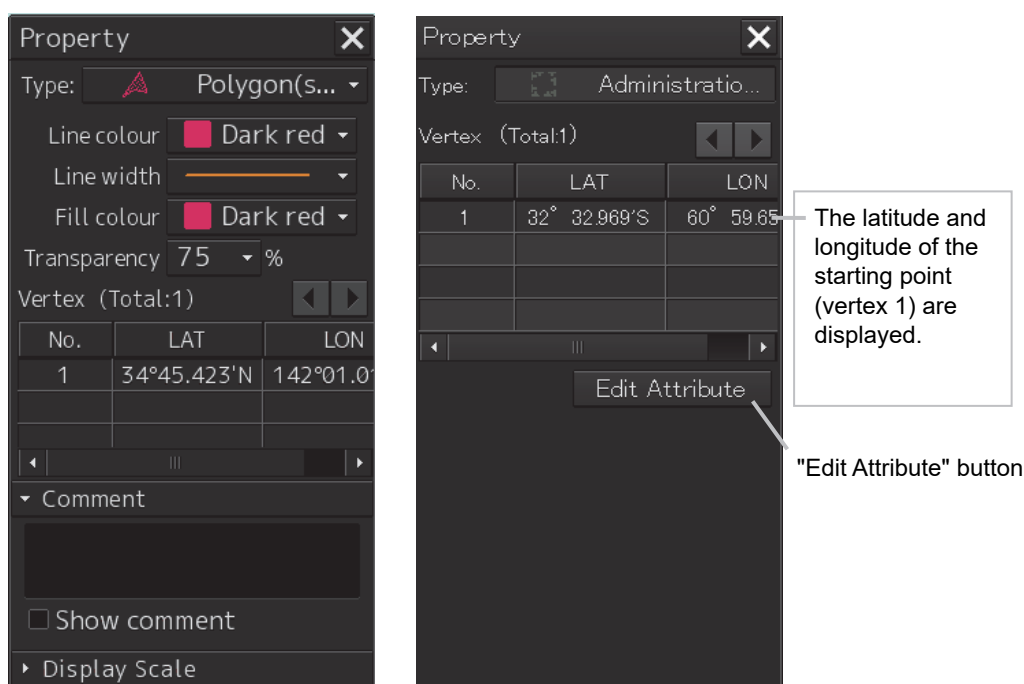 Property
Type: Polygon(s...
Line colour Dark red
Line width
Fill colour Dark red
Transparency 75 %
Vertex (Total:1)
No. LAT LON
1 34°45.423'N 142°01.0
Comment
Show comment
Display Scale
Property
Type: Administratio...
Vertex (Total:1)
No. LAT LON
1 32° 32.969'S 60° 59.65
Edit Attribute
The latitude and
longitude of the
starting point
(vertex 1) are
displayed.
"Edit Attribute" button